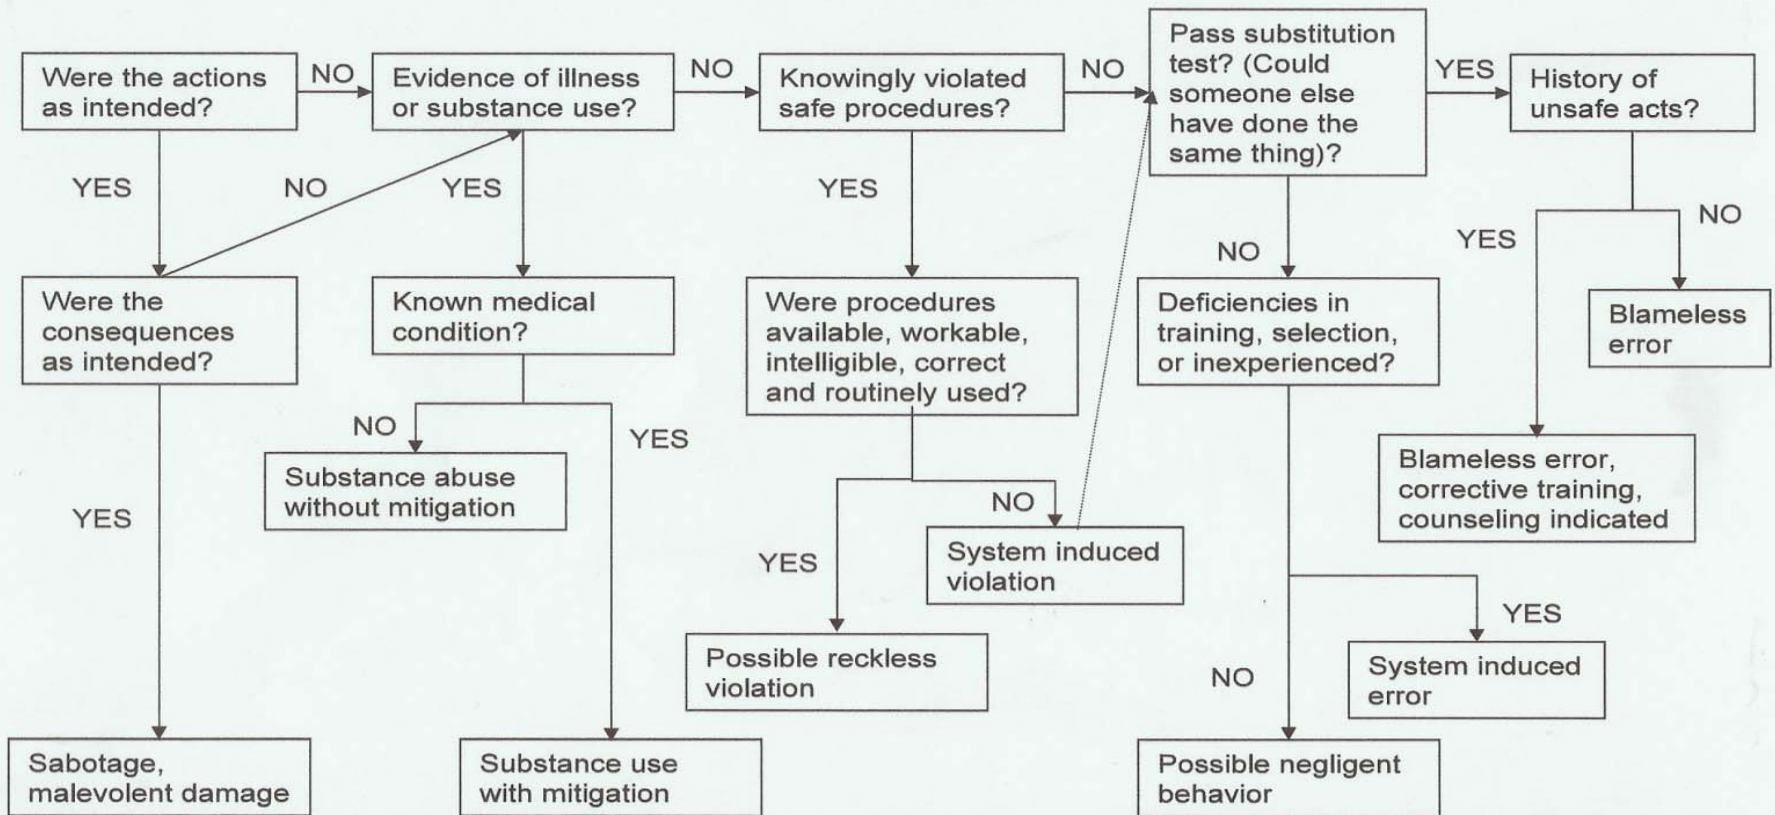 Were the actions
as intended?
NO
Evidence of illness
or substance use?
NO
Knowingly violated
safe procedures?
NO
Pass substitution
test? (Could
someone else
have done the
same thing)?
YES
History of
unsafe acts?
YES
NO
YES
YES
NO
YES
NO
Were the
consequences
as intended?
Known medical
condition?
Were procedures
available, workable,
intelligible, correct
and routinely used?
Deficiencies in
training, selection,
or inexperienced?
Blameless
error
NO
YES
Substance abuse
without mitigation
Blameless error,
corrective training,
counseling indicated
YES
NO
YES
System induced
violation
YES
Possible reckless
violation
NO
System induced
error
Sabotage,
malevolent damage
Substance use
with mitigation
Possible negligent
behavior